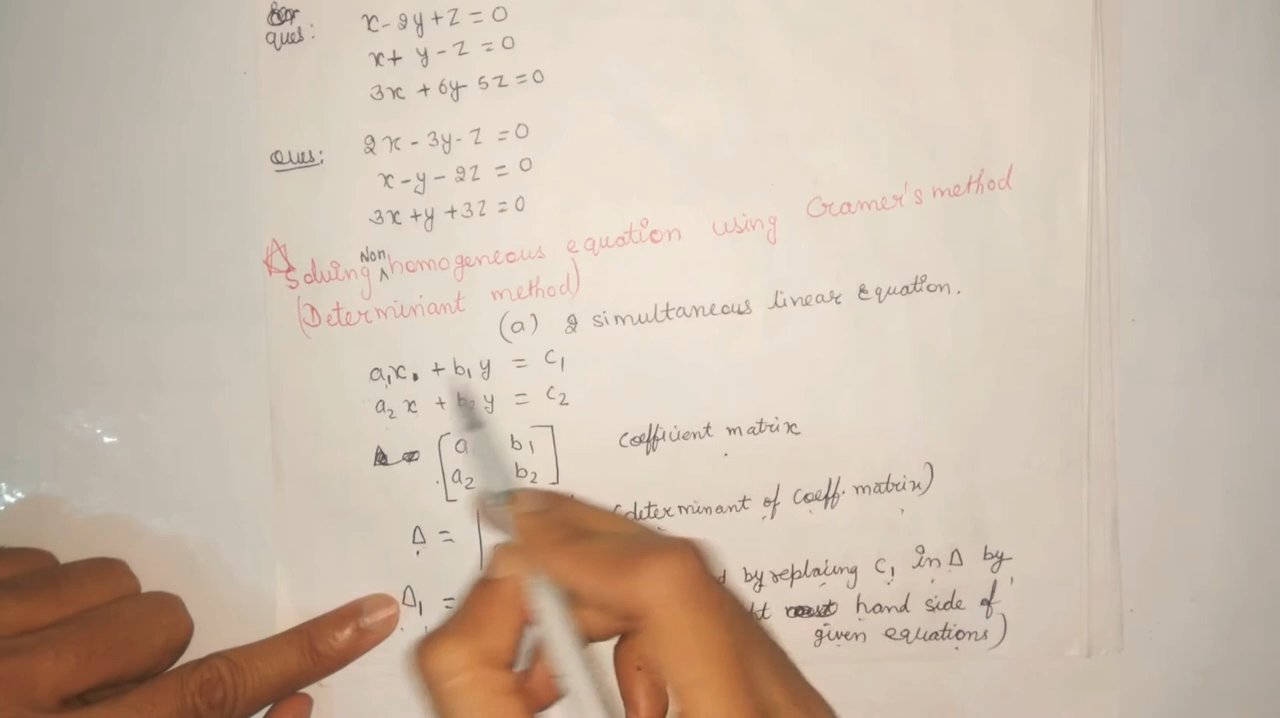 Ques: x-2y+z=0
x+y-z=0
3x+6y-5z=0
Ques: 2x-3y-z=0
x-y-2z=0
3x+y+3z=0
Solving Non homogeneous equation using Cramer's method
(Determinant method)
(a) 2 simultaneous linear Equation.
a₁x + b₁y = c₁
a₂x + b₂y = c₂
[a b₁ Coefficient matrix
a₂ b₂]
Δ = | (determinant of coeff. matrix)
Δ₁ = by replacing C₁ in Δ by
hand side of
given equations)